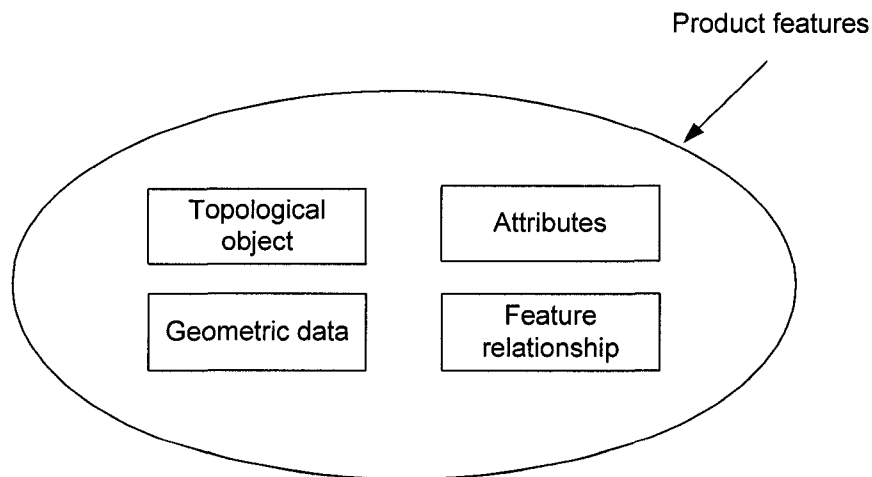 Product features
Topological
object
Attributes
Geometric data
Feature
relationship